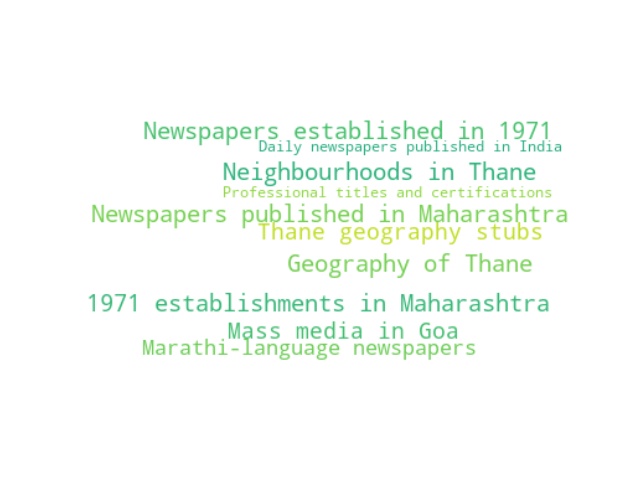 Newspapers established in 1971
Daily newspapers published in India
Neighbourhoods in Thane
Professional titles and certifications
Newspapers published in Maharashtra
Thane geography stubs
Geography of Thane
1971 establishments in Maharashtra
Mass media in Goa
Marathi-language newspapers